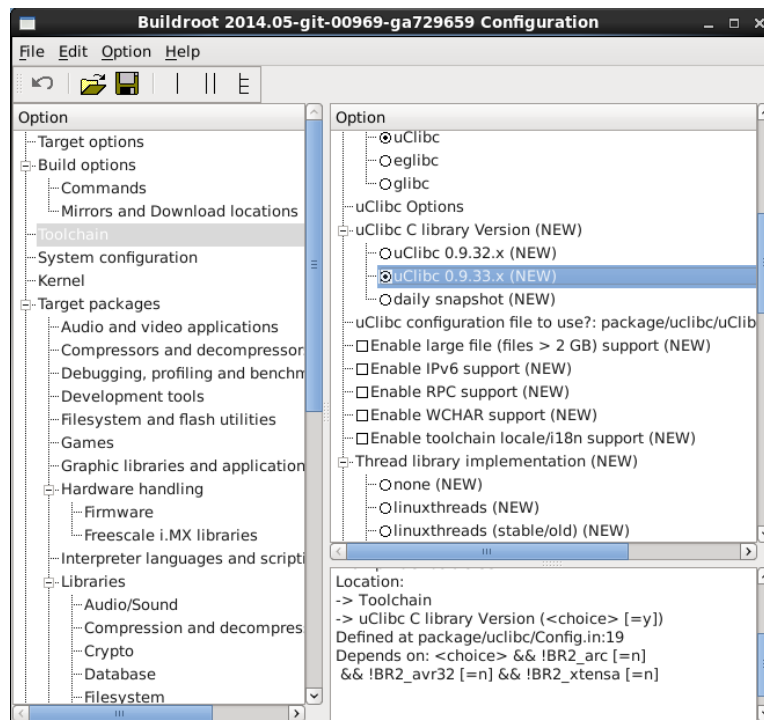 Buildroot 2014.05-git-00969-ga729659 Configuration
File Edit Option Help
Option
Target options
Build options
Commands
Mirrors and Download locations
Toolchain
System configuration
Kernel
Target packages
Audio and video applications
Compressors and decompressor
Debugging, profiling and benchm
Development tools
Filesystem and flash utilities
Games
Graphic libraries and application
Hardware handling
Firmware
Freescale i.MX libraries
Interpreter languages and scripti
Libraries
Audio/Sound
Compression and decompres
Crypto
Database
Filesystem
Option
uClibc
eglibc
glibc
uClibc Options
uClibc C library Version (NEW)
uClibc 0.9.32.x (NEW)
uClibc 0.9.33.x (NEW)
daily snapshot (NEW)
uClibc configuration file to use?: package/uclibc/uClib
Enable large file (files > 2 GB) support (NEW)
Enable IPv6 support (NEW)
Enable RPC support (NEW)
Enable WCHAR support (NEW)
Enable toolchain locale/i18n support (NEW)
Thread library implementation (NEW)
none (NEW)
linuxthreads (NEW)
linuxthreads (stable/old) (NEW)
Location:
-> Toolchain
-> uClibc C library Version (<choice> [=y])
Defined at package/uclibc/Config.in:19
Depends on: <choice> && !BR2_arc [=n]
&& !BR2_avr32 [=n] && !BR2_xtensa [=n]